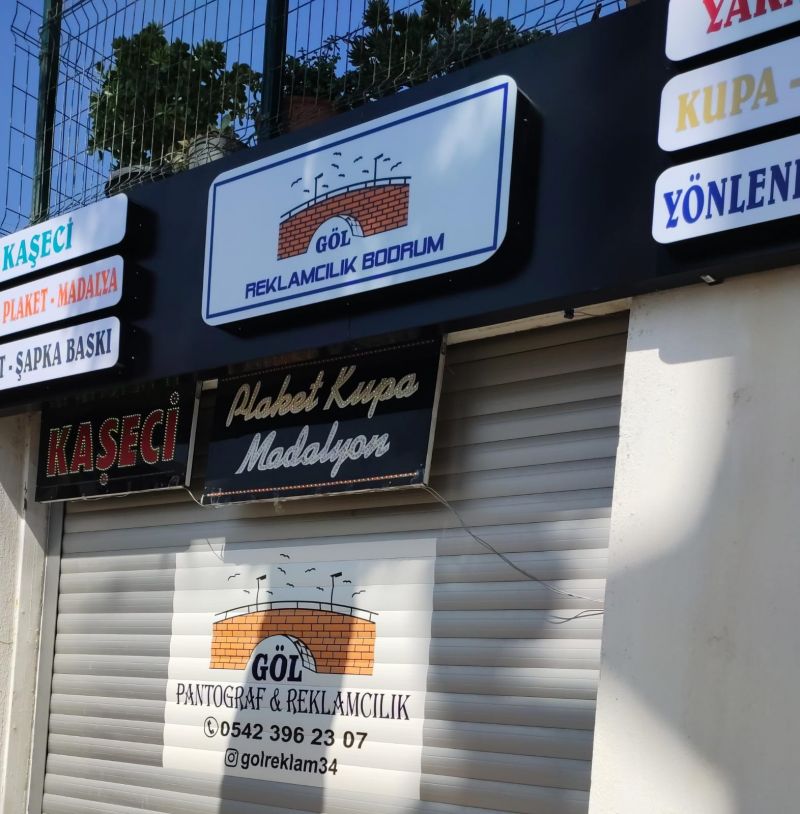 KAŞECİ
PLAKET - MADALYA
- ŞAPKA BASKI
GÖL
REKLAMCILIK BODRUM
KUPA -
KAŞECİ
Plaket Kupa
Madalyon
GÖL
PANTOGRAF & REKLAMCILIK
0542 396 23 07
golreklam34